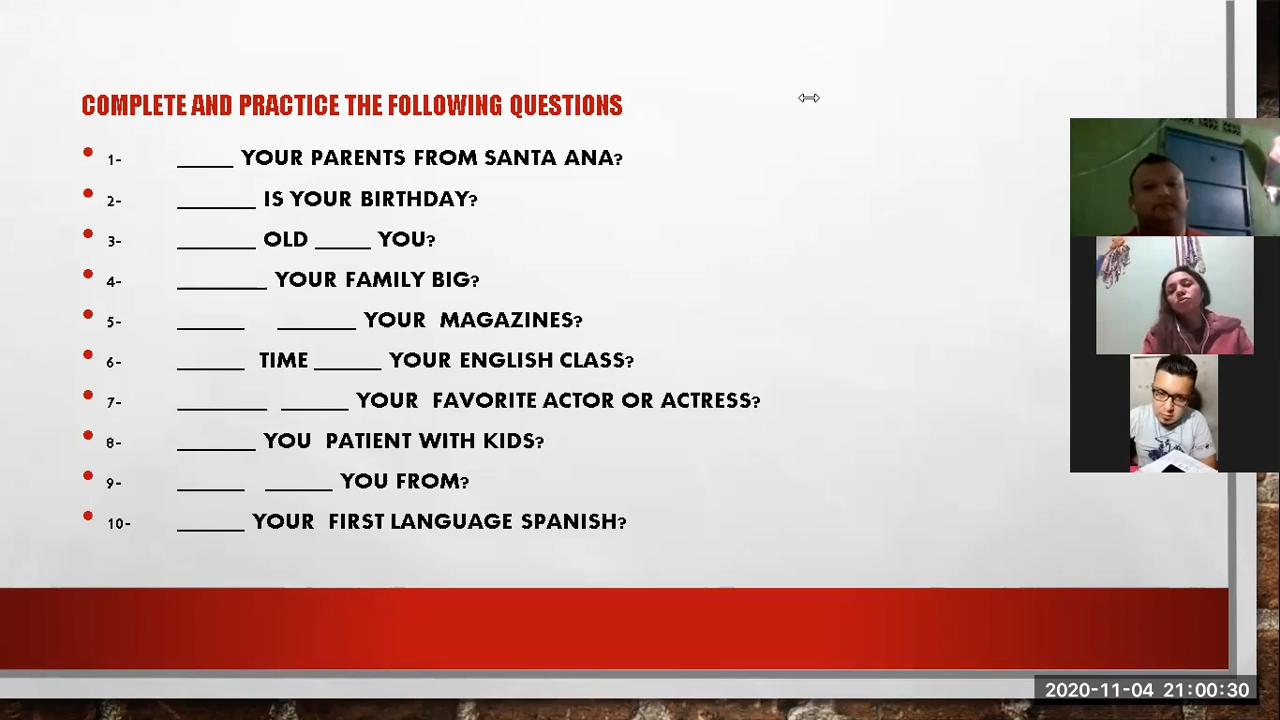 COMPLETE AND PRACTICE THE FOLLOWING QUESTIONS
1- _____ YOUR PARENTS FROM SANTA ANA?
2- _______ IS YOUR BIRTHDAY?
3- _______ OLD _____ YOU?
4- ________ YOUR FAMILY BIG?
5- ______ _______ YOUR MAGAZINES?
6- ______ TIME ______ YOUR ENGLISH CLASS?
7- ________ ______ YOUR FAVORITE ACTOR OR ACTRESS?
8- _______ YOU PATIENT WITH KIDS?
9- ______ ______ YOU FROM?
10- ______ YOUR FIRST LANGUAGE SPANISH?
2020-11-04 21:00:30